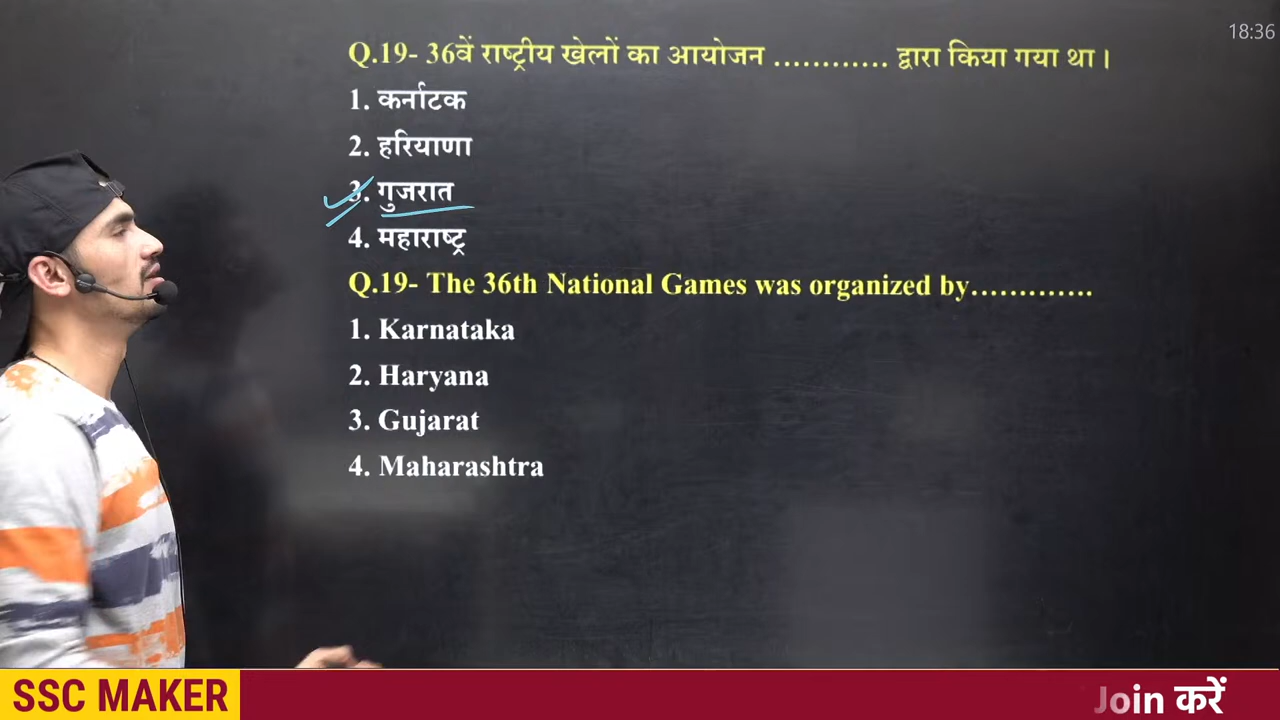 18:36
Q.19- 36वें राष्ट्रीय खेलों का आयोजन ............ द्वारा किया गया था।
1. कर्नाटक
2. हरियाणा
3. गुजरात
4. महाराष्ट्र
Q.19- The 36th National Games was organized by.............
1. Karnataka
2. Haryana
3. Gujarat
4. Maharashtra
SSC MAKER
Join करें